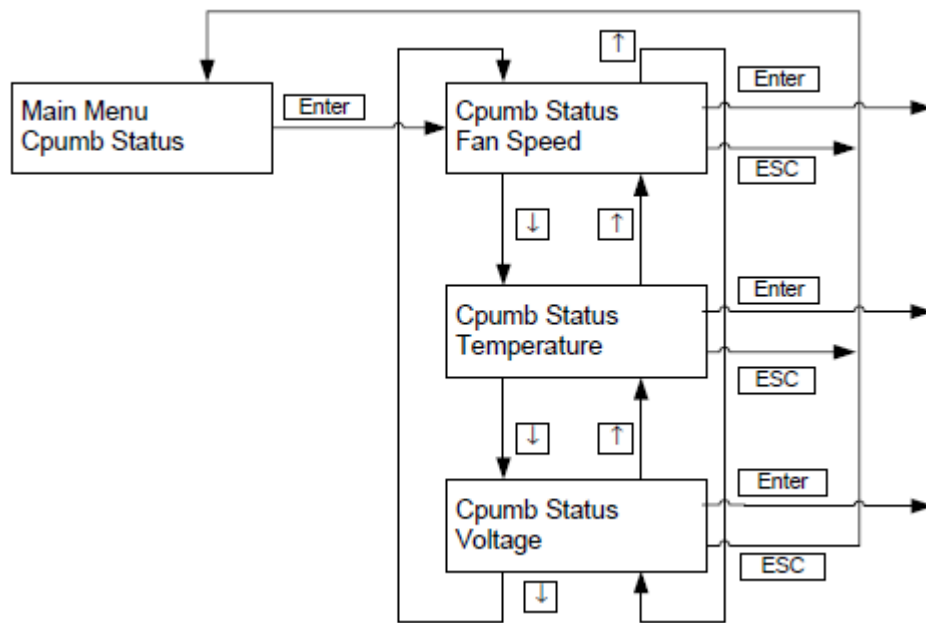 ↑
Main Menu
Cpumb Status
Enter
Cpumb Status
Fan Speed
Enter
ESC
↓
↑
Cpumb Status
Temperature
Enter
ESC
↓
↑
Cpumb Status
Voltage
Enter
ESC
↓